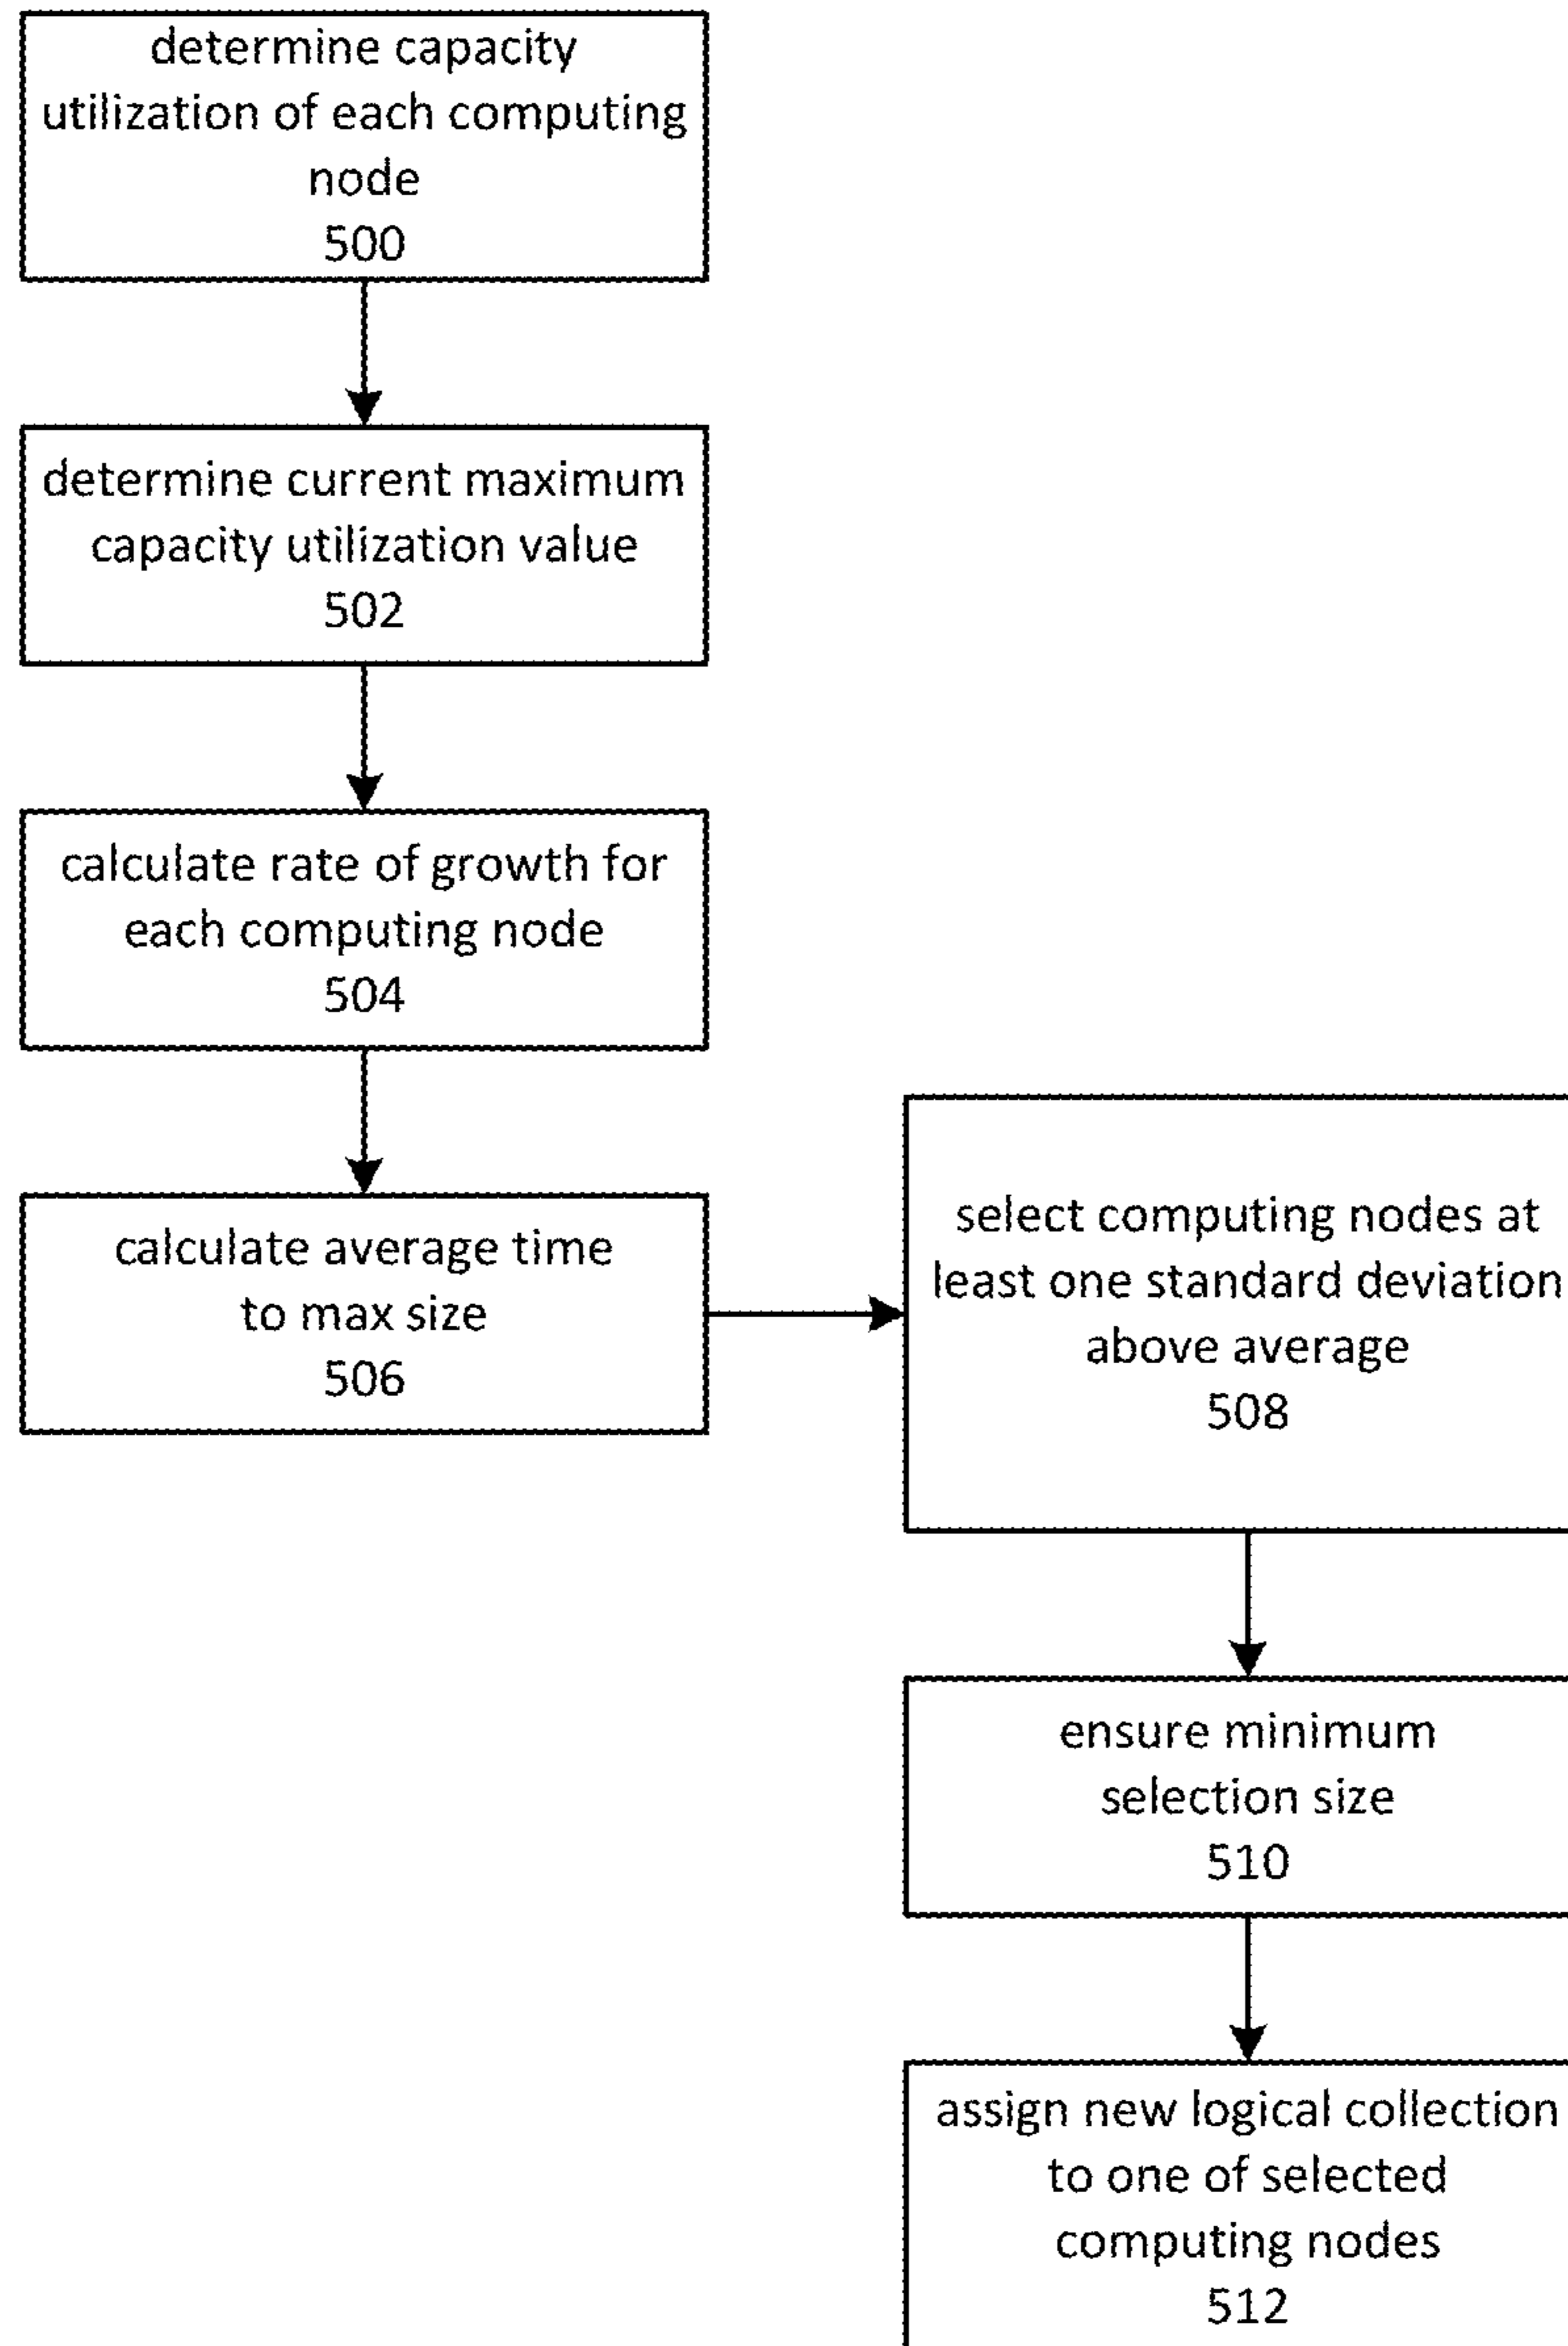 determine capacity
utilization of each computing
node
500
determine current maximum
capacity utilization value
502
calculate rate of growth for
each computing node
504
calculate average time
to max size
506
select computing nodes at
least one standard deviation
above average
508
ensure minimum
selection size
510
assign new logical collection
to one of selected
computing nodes
512